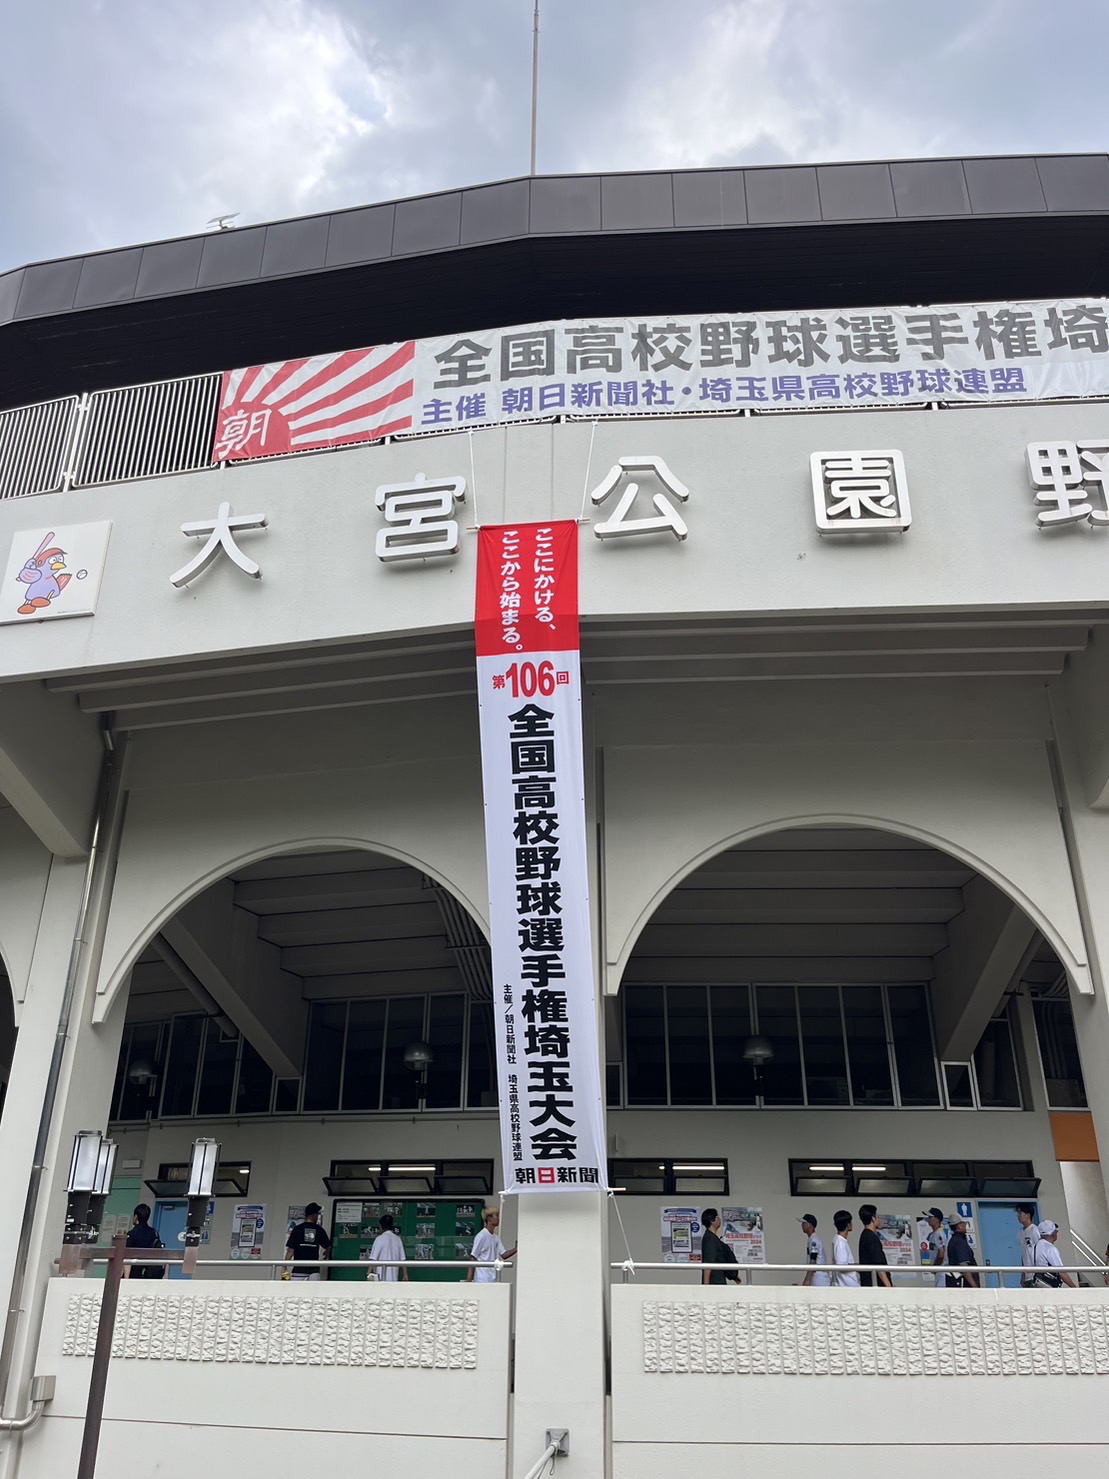 全国高校野球選手権埼
主催 朝日新聞社・埼玉県高校野球連盟
朝
大宮公園野
ここにかける、
ここから始まる。
第106回
全国高校野球選手権埼玉大会
主催/朝日新聞社 埼玉県高校野球連盟
朝日新聞